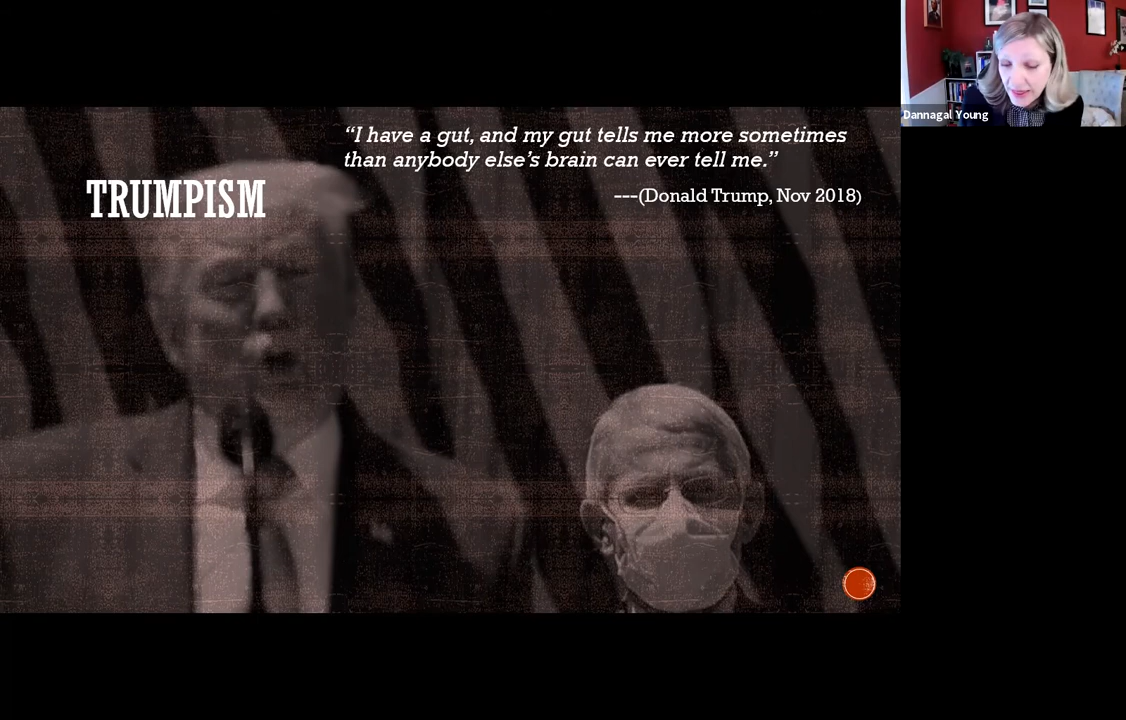 “I have a gut, and my gut tells me more sometimes
than anybody else’s brain can ever tell me.”
---(Donald Trump, Nov 2018)
TRUMPISM
Dannagal Young